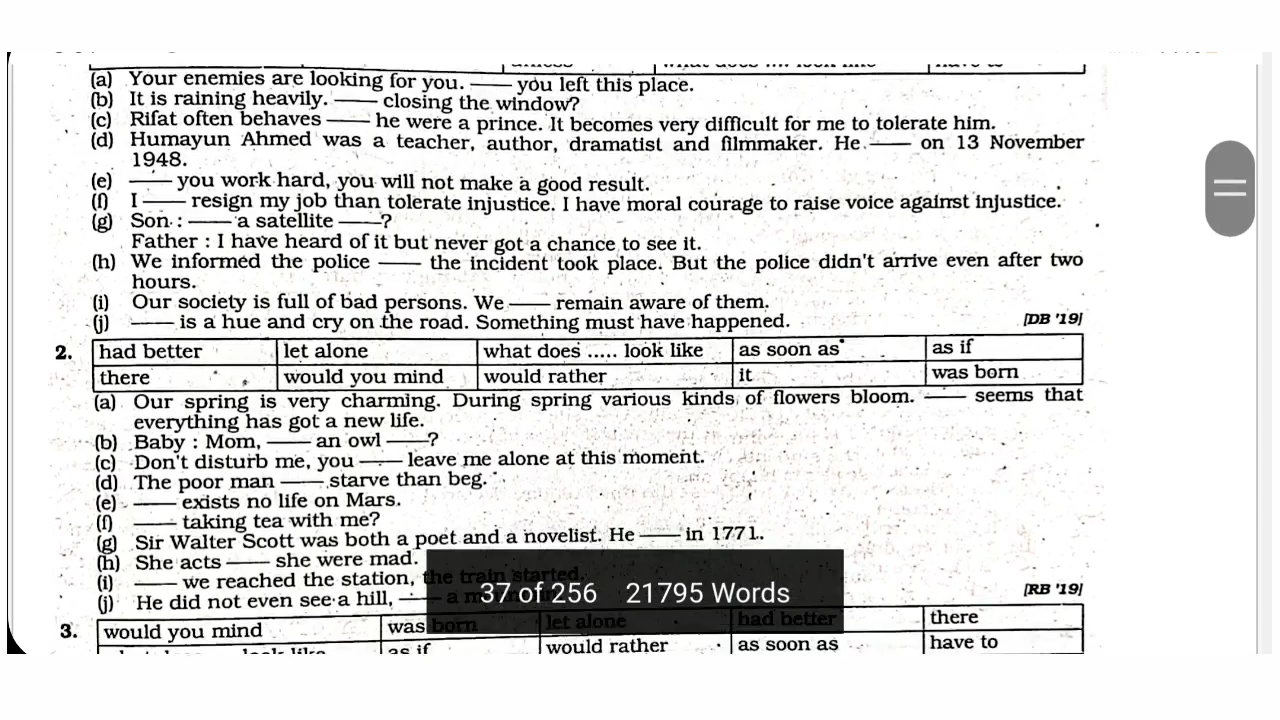 (a) Your enemies are looking for you. —— you left this place.
(b) It is raining heavily. —— closing the window?
(c) Rifat often behaves —— he were a prince. It becomes very difficult for me to tolerate him.
(d) Humayun Ahmed was a teacher, author, dramatist and filmmaker. He —— on 13 November
1948.
(e) —— you work hard, you will not make a good result.
(f) I —— resign my job than tolerate injustice. I have moral courage to raise voice against injustice.
(g) Son : —— a satellite ——?
Father : I have heard of it but never got a chance to see it.
(h) We informed the police —— the incident took place. But the police didn't arrive even after two
hours.
(i) Our society is full of bad persons. We —— remain aware of them.
(j) —— is a hue and cry on the road. Something must have happened. [DB '19]
2. had better let alone what does ..... look like as soon as as if
there would you mind would rather it was born
(a) Our spring is very charming. During spring various kinds of flowers bloom. —— seems that
everything has got a new life.
(b) Baby : Mom, —— an owl ——?
(c) Don't disturb me, you —— leave me alone at this moment.
(d) The poor man —— starve than beg.
(e) —— exists no life on Mars.
(f) —— taking tea with me?
(g) Sir Walter Scott was both a poet and a novelist. He —— in 1771.
(h) She acts —— she were mad.
(i) —— we reached the station, the train started.
(j) He did not even see a hill, —— a [RB '19]
37 of 256 21795 Words
3. would you mind was born let alone had better there
look like as if would rather as soon as have to